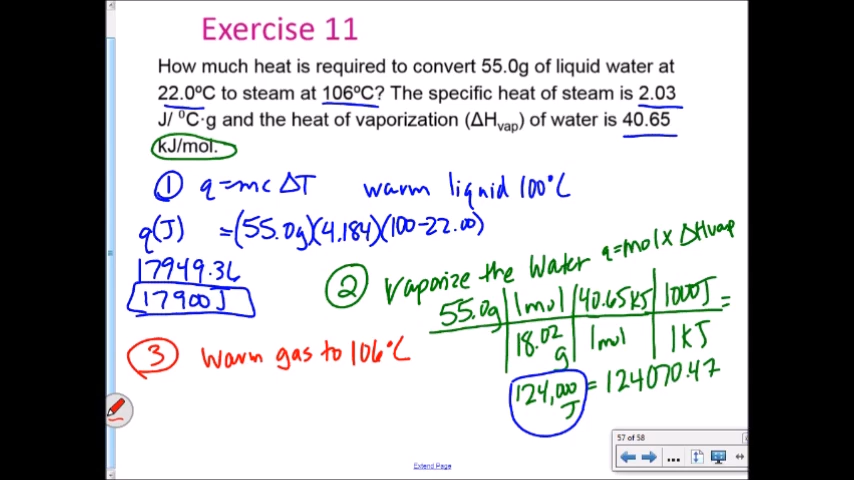 Exercise 11
How much heat is required to convert 55.0g of liquid water at
22.0ºC to steam at 106ºC? The specific heat of steam is 2.03
J/ ⁰C·g and the heat of vaporization (ΔHvap) of water is 40.65
kJ/mol.
① q=mcΔT warm liquid 100°C
q(J) =(55.0g)(4.184)(100-22.00)
17949.36
17900J
② Vaporize the Water q=mol x ΔHvap
55.0g | 1mol | 40.65KJ | 1000J =
18.02 g | 1mol | 1KJ
124,000 J = 124070.47
③ warm gas to 106°C
57 of 58
Extend Page